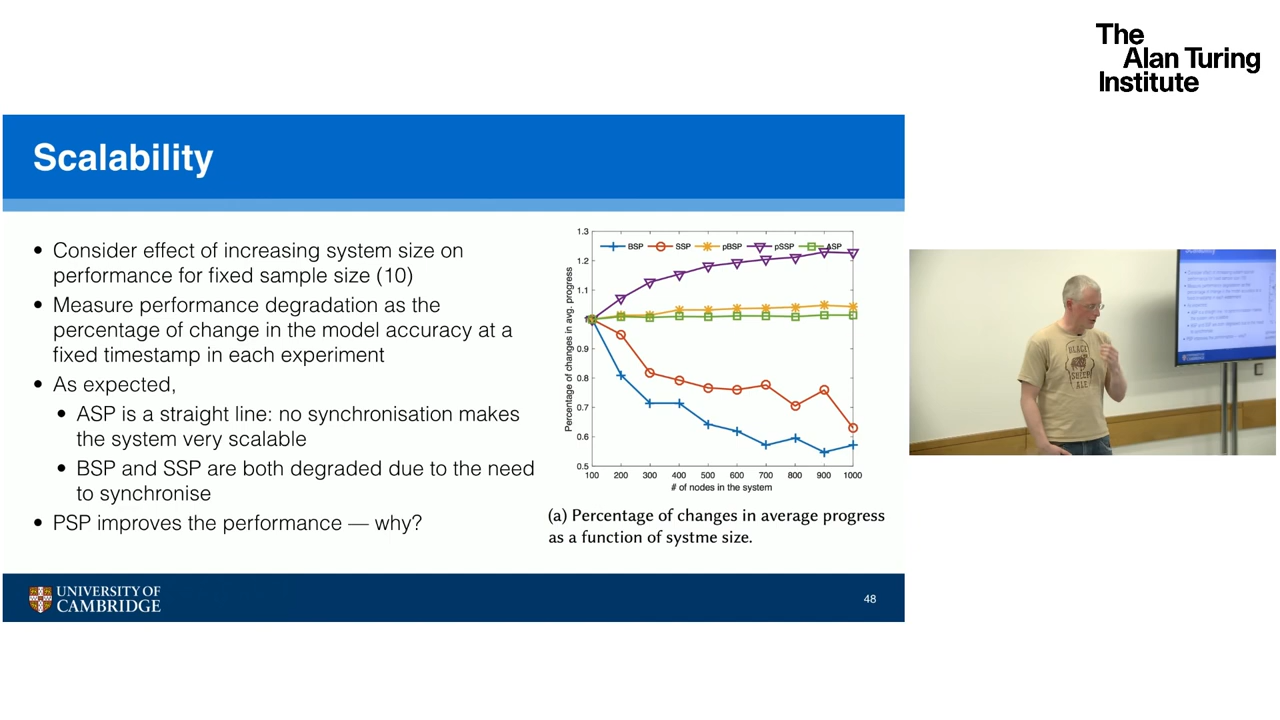 The
Alan Turing
Institute
Scalability
• Consider effect of increasing system size on
performance for fixed sample size (10)
• Measure performance degradation as the
percentage of change in the model accuracy at a
fixed timestamp in each experiment
• As expected,
• ASP is a straight line: no synchronisation makes
the system very scalable
• BSP and SSP are both degraded due to the need
to synchronise
• PSP improves the performance — why?
BSP SSP pBSP pSSP ASP
Percentage of changes in avg. progress
1.3
1.2
1.1
1
0.9
0.8
0.7
0.6
0.5
100 200 300 400 500 600 700 800 900 1000
# of nodes in the system
(a) Percentage of changes in average progress
as a function of systme size.
UNIVERSITY OF
CAMBRIDGE
48
BLACK
SHEEP
ALE